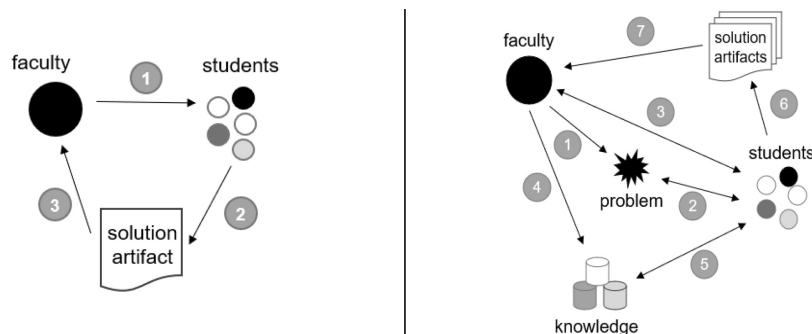 faculty
1
students
3
2
solution
artifact
faculty
7
solution
artifacts
3
6
1
students
4
problem
2
5
knowledge